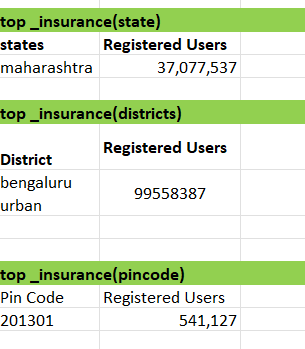 top _insurance(state)
states Registered Users
maharashtra 37,077,537
top _insurance(districts)
District Registered Users
bengaluru
urban 99558387
top _insurance(pincode)
Pin Code Registered Users
201301 541,127